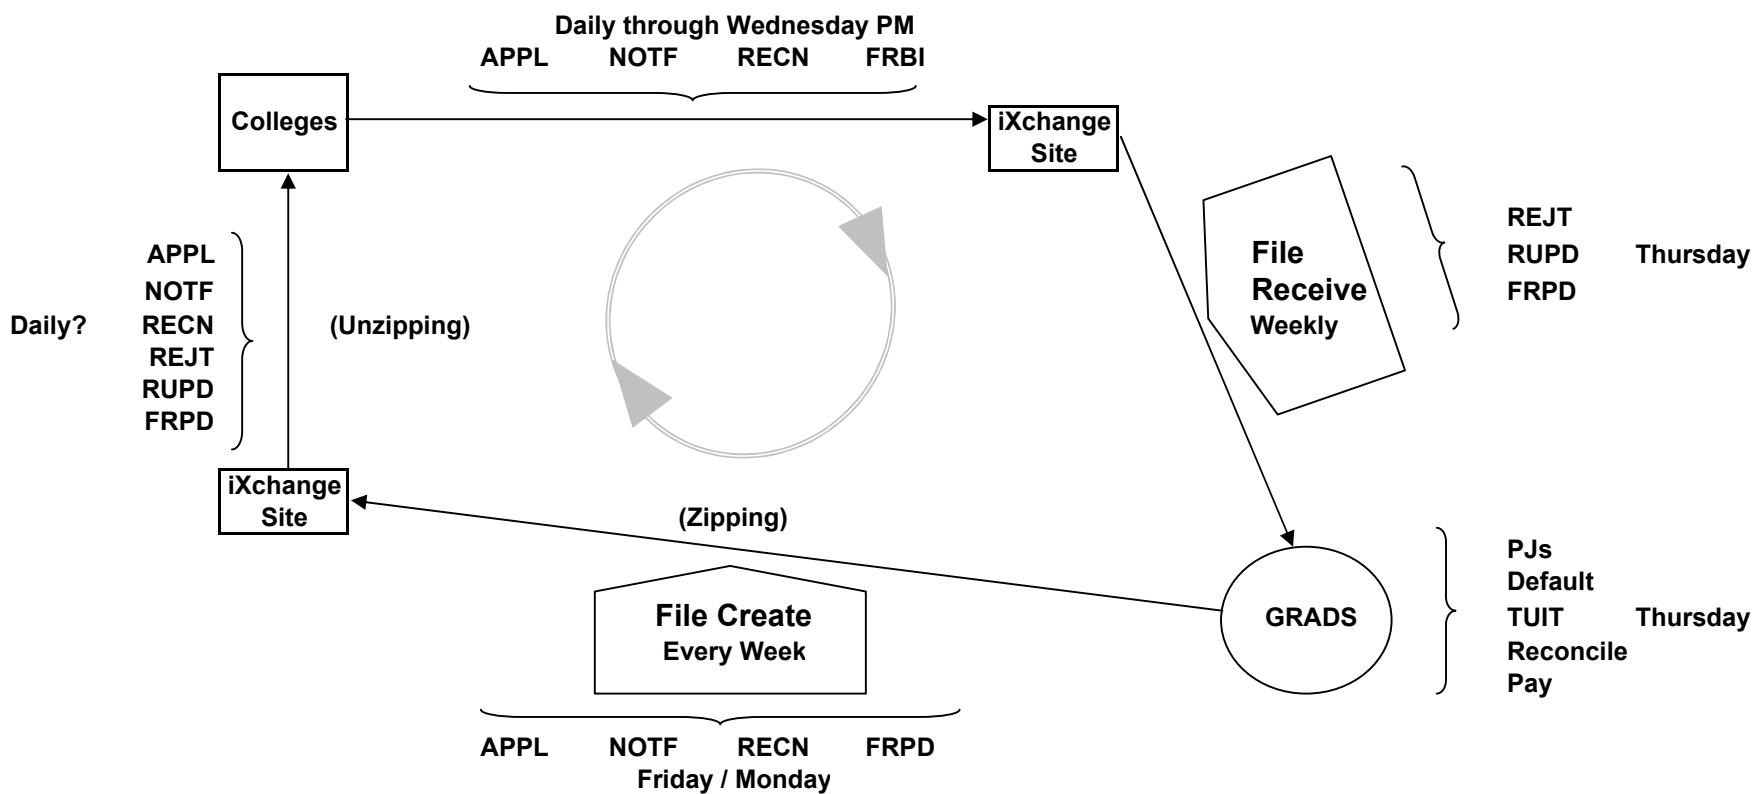 Daily through Wednesday PM
APPL NOTF RECN FRBI
Colleges
iXchange
Site
REJT
RUPD Thursday
FRPD
File
Receive
Weekly
APPL
NOTF
Daily? RECN (Unzipping)
REJT
RUPD
FRPD
iXchange
Site
(Zipping)
PJs
Default
GRADS TUIT Thursday
Reconcile
Pay
File Create
Every Week
APPL NOTF RECN FRPD
Friday / Monday